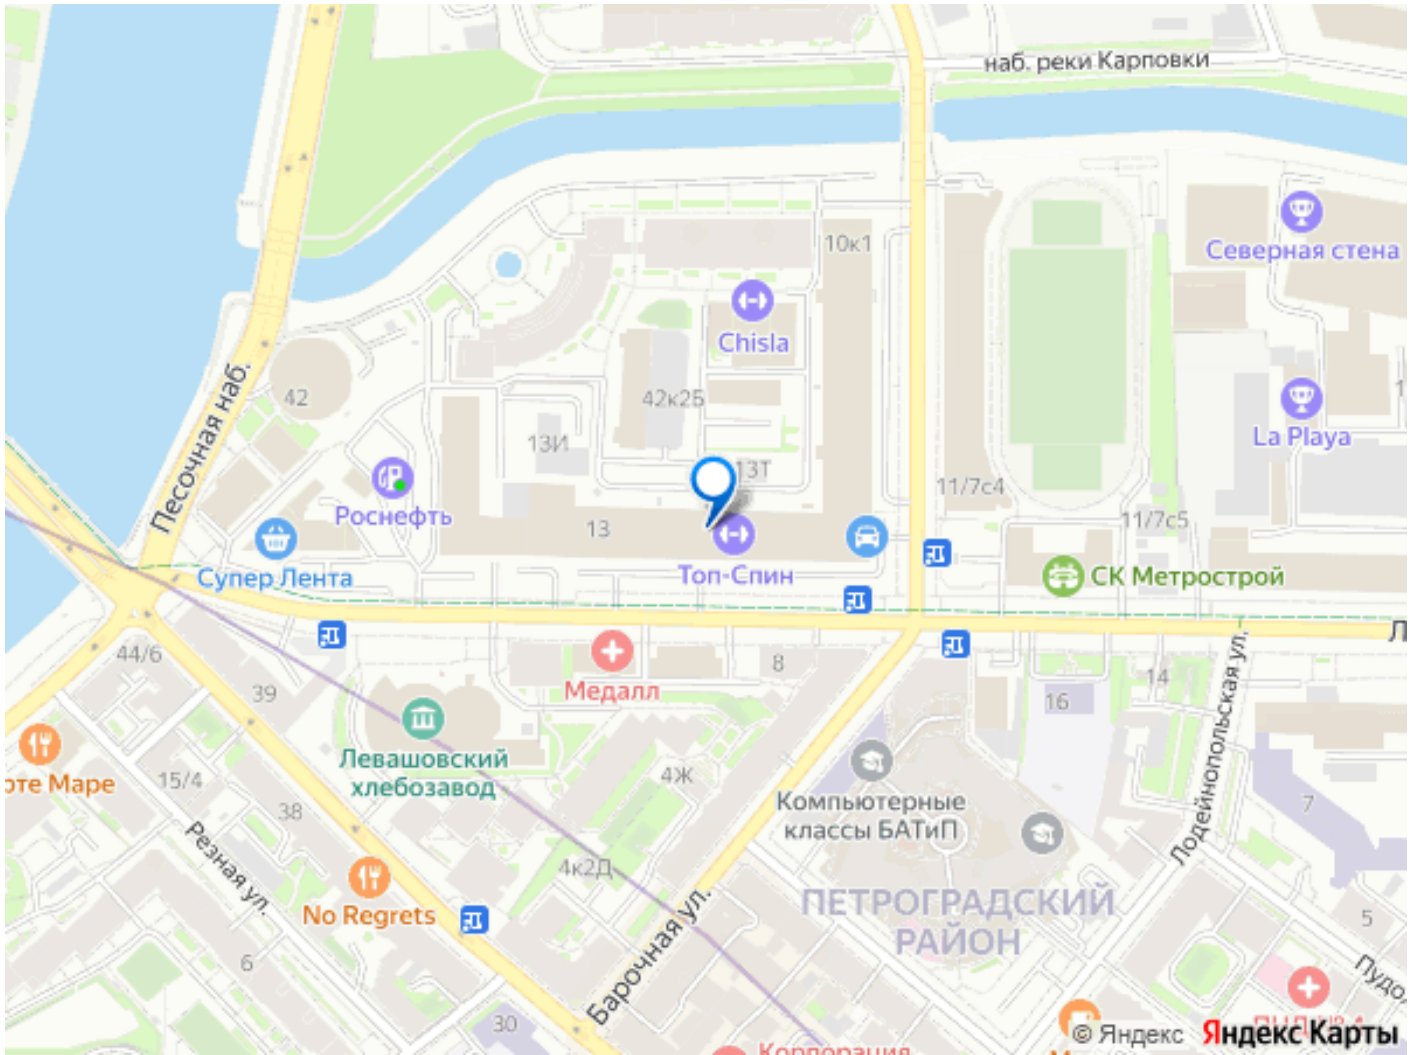 наб. реки Карповки
10к1
Северная стена
Chisla
Песочная наб.
42
42к25
La Playa
13И
13Т
11/7с4
Роснефть
11/7с5
13
Супер Лента
Топ-Спин
СК Метрострой
44/6
39
Медалл
8
14
16
Лодейнопольская ул.
Левашовский
хлебозавод
15/4
4Ж
38
Компьютерные
классы БАТиП
7
Резная ул.
4к2Д
No Regrets
Барочная ул.
ПЕТРОГРАДСКИЙ
РАЙОН
5
6
30
© Яндекс
Яндекс Карты